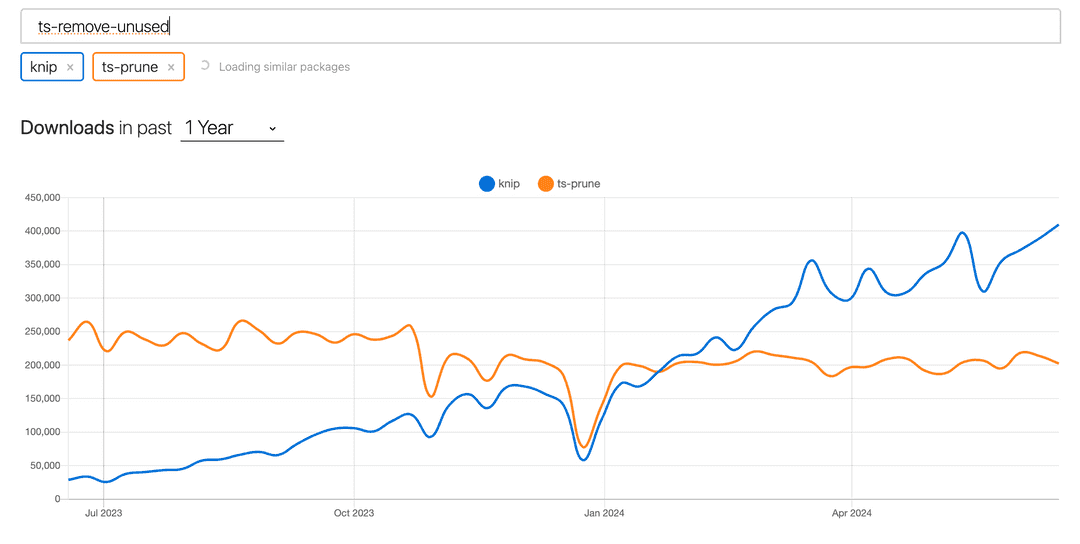 ts-remove-unused
knip × ts-prune × Loading similar packages
Downloads in past 1 Year
knip ts-prune
450,000
400,000
350,000
300,000
250,000
200,000
150,000
100,000
50,000
0
Jul 2023 Oct 2023 Jan 2024 Apr 2024